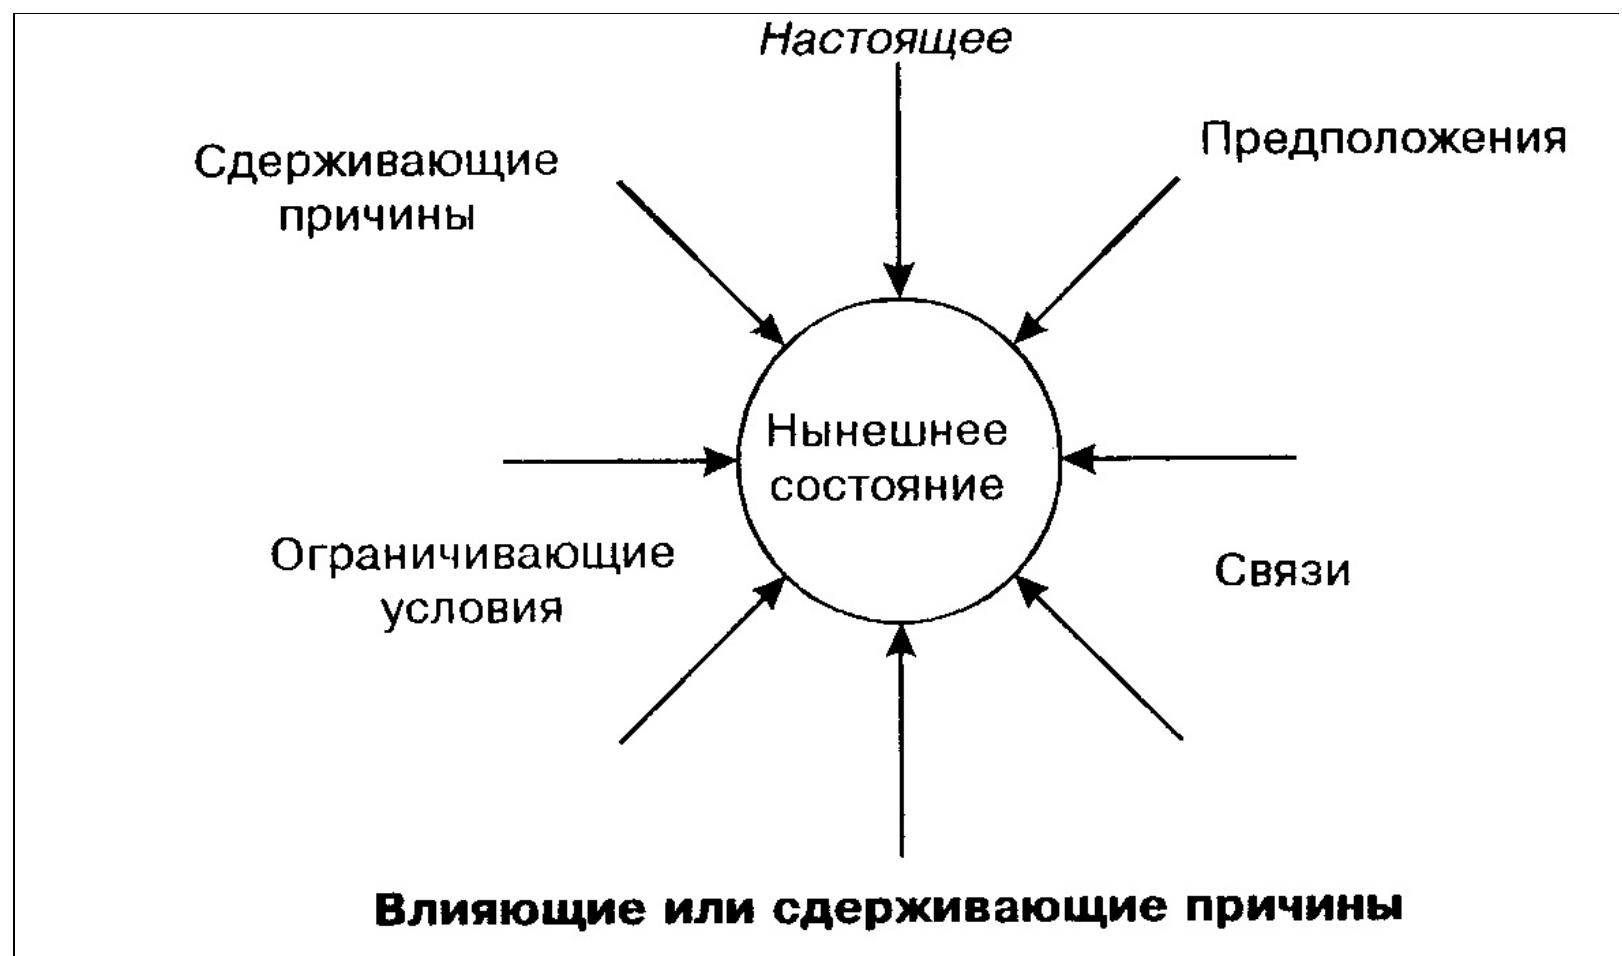 Настоящее
Предположения
Сдерживающие
причины
Нынешнее
состояние
Ограничивающие
условия
Связи
Влияющие или сдерживающие причины